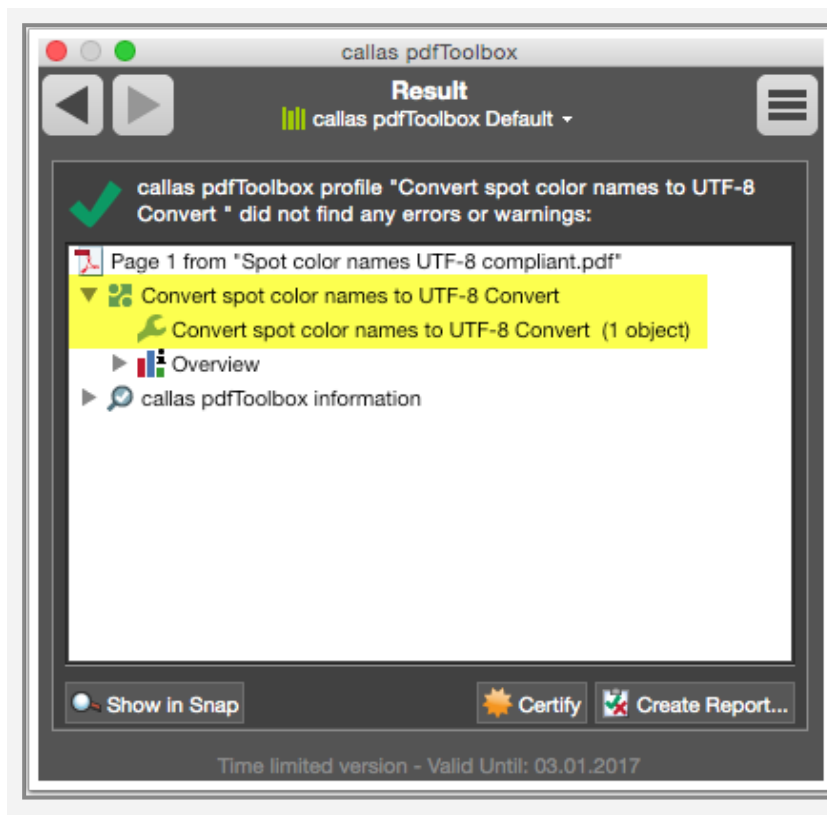 callas pdfToolbox
Result
callas pdfToolbox Default
callas pdfToolbox profile "Convert spot color names to UTF-8
Convert " did not find any errors or warnings:
Page 1 from "Spot color names UTF-8 compliant.pdf"
Convert spot color names to UTF-8 Convert
Convert spot color names to UTF-8 Convert (1 object)
Overview
callas pdfToolbox information
Show in Snap
Certify
Create Report...
Time limited version - Valid Until: 03.01.2017